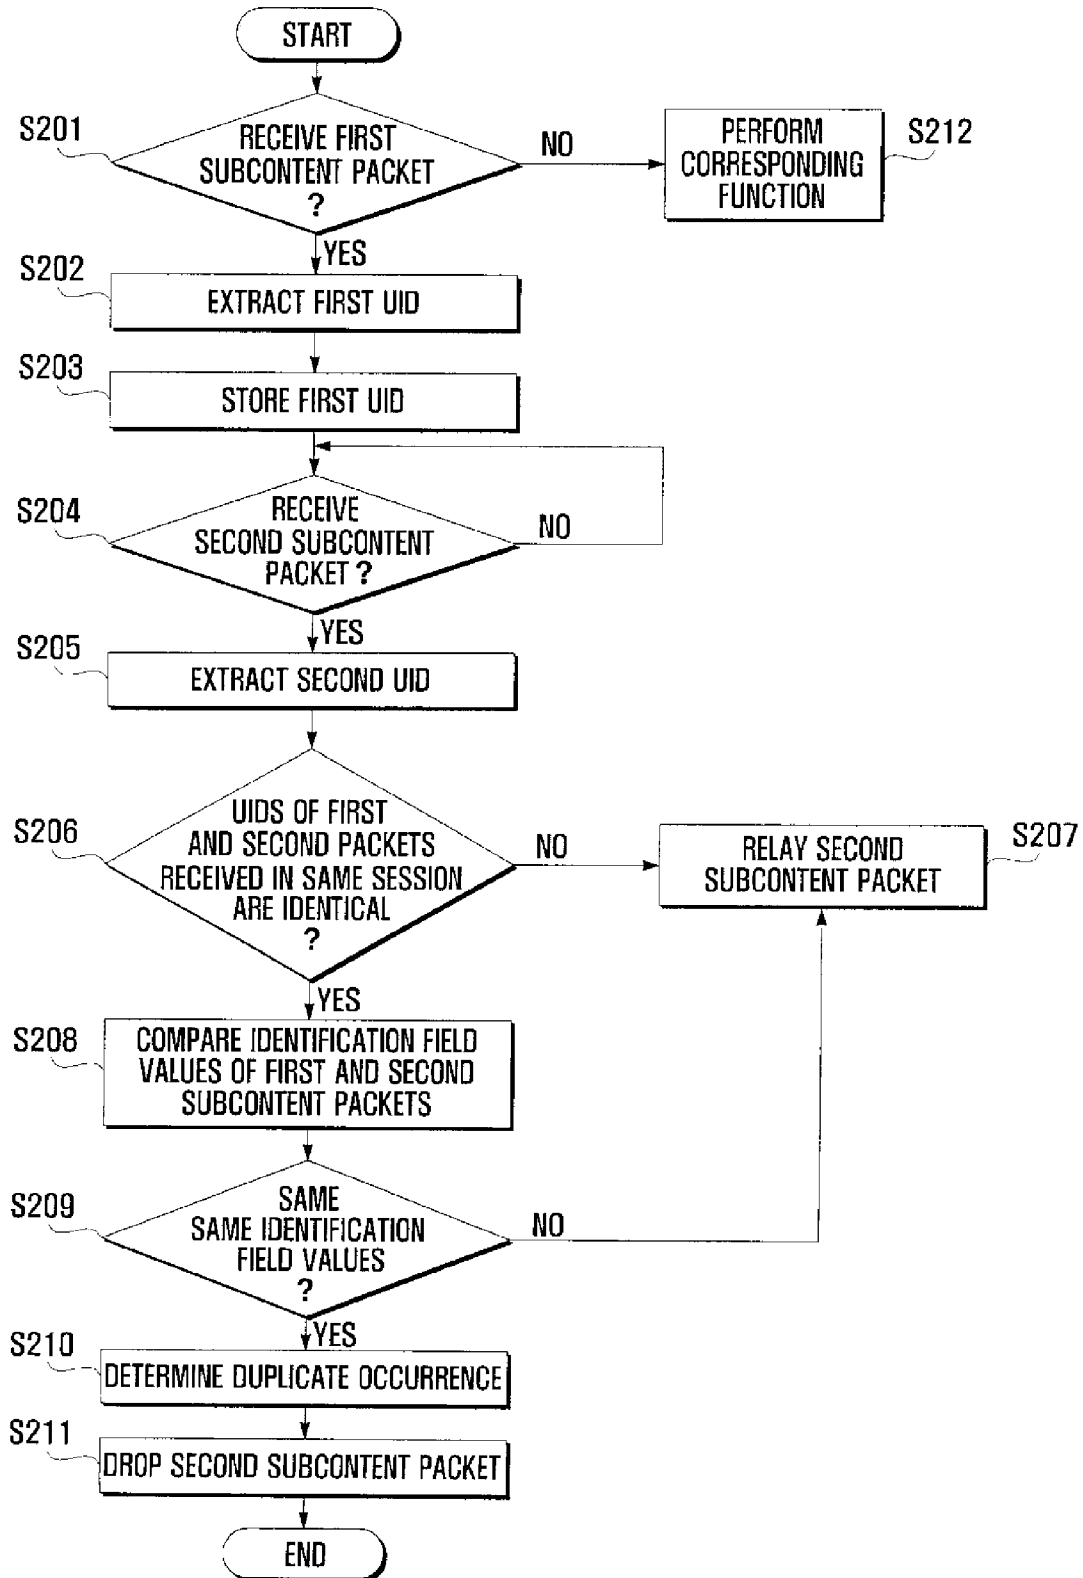 START
S201
RECEIVE FIRST
SUBCONTENT PACKET
?
NO
PERFORM
CORRESPONDING
FUNCTION
S212
YES
S202
EXTRACT FIRST UID
S203
STORE FIRST UID
S204
RECEIVE
SECOND SUBCONTENT
PACKET ?
NO
YES
S205
EXTRACT SECOND UID
S206
UIDS OF FIRST
AND SECOND PACKETS
RECEIVED IN SAME SESSION
ARE IDENTICAL
?
NO
RELAY SECOND
SUBCONTENT PACKET
S207
YES
S208
COMPARE IDENTIFICATION FIELD
VALUES OF FIRST AND SECOND
SUBCONTENT PACKETS
S209
SAME
SAME IDENTIFICATION
FIELD VALUES
?
NO
YES
S210
DETERMINE DUPLICATE OCCURRENCE
S211
DROP SECOND SUBCONTENT PACKET
END